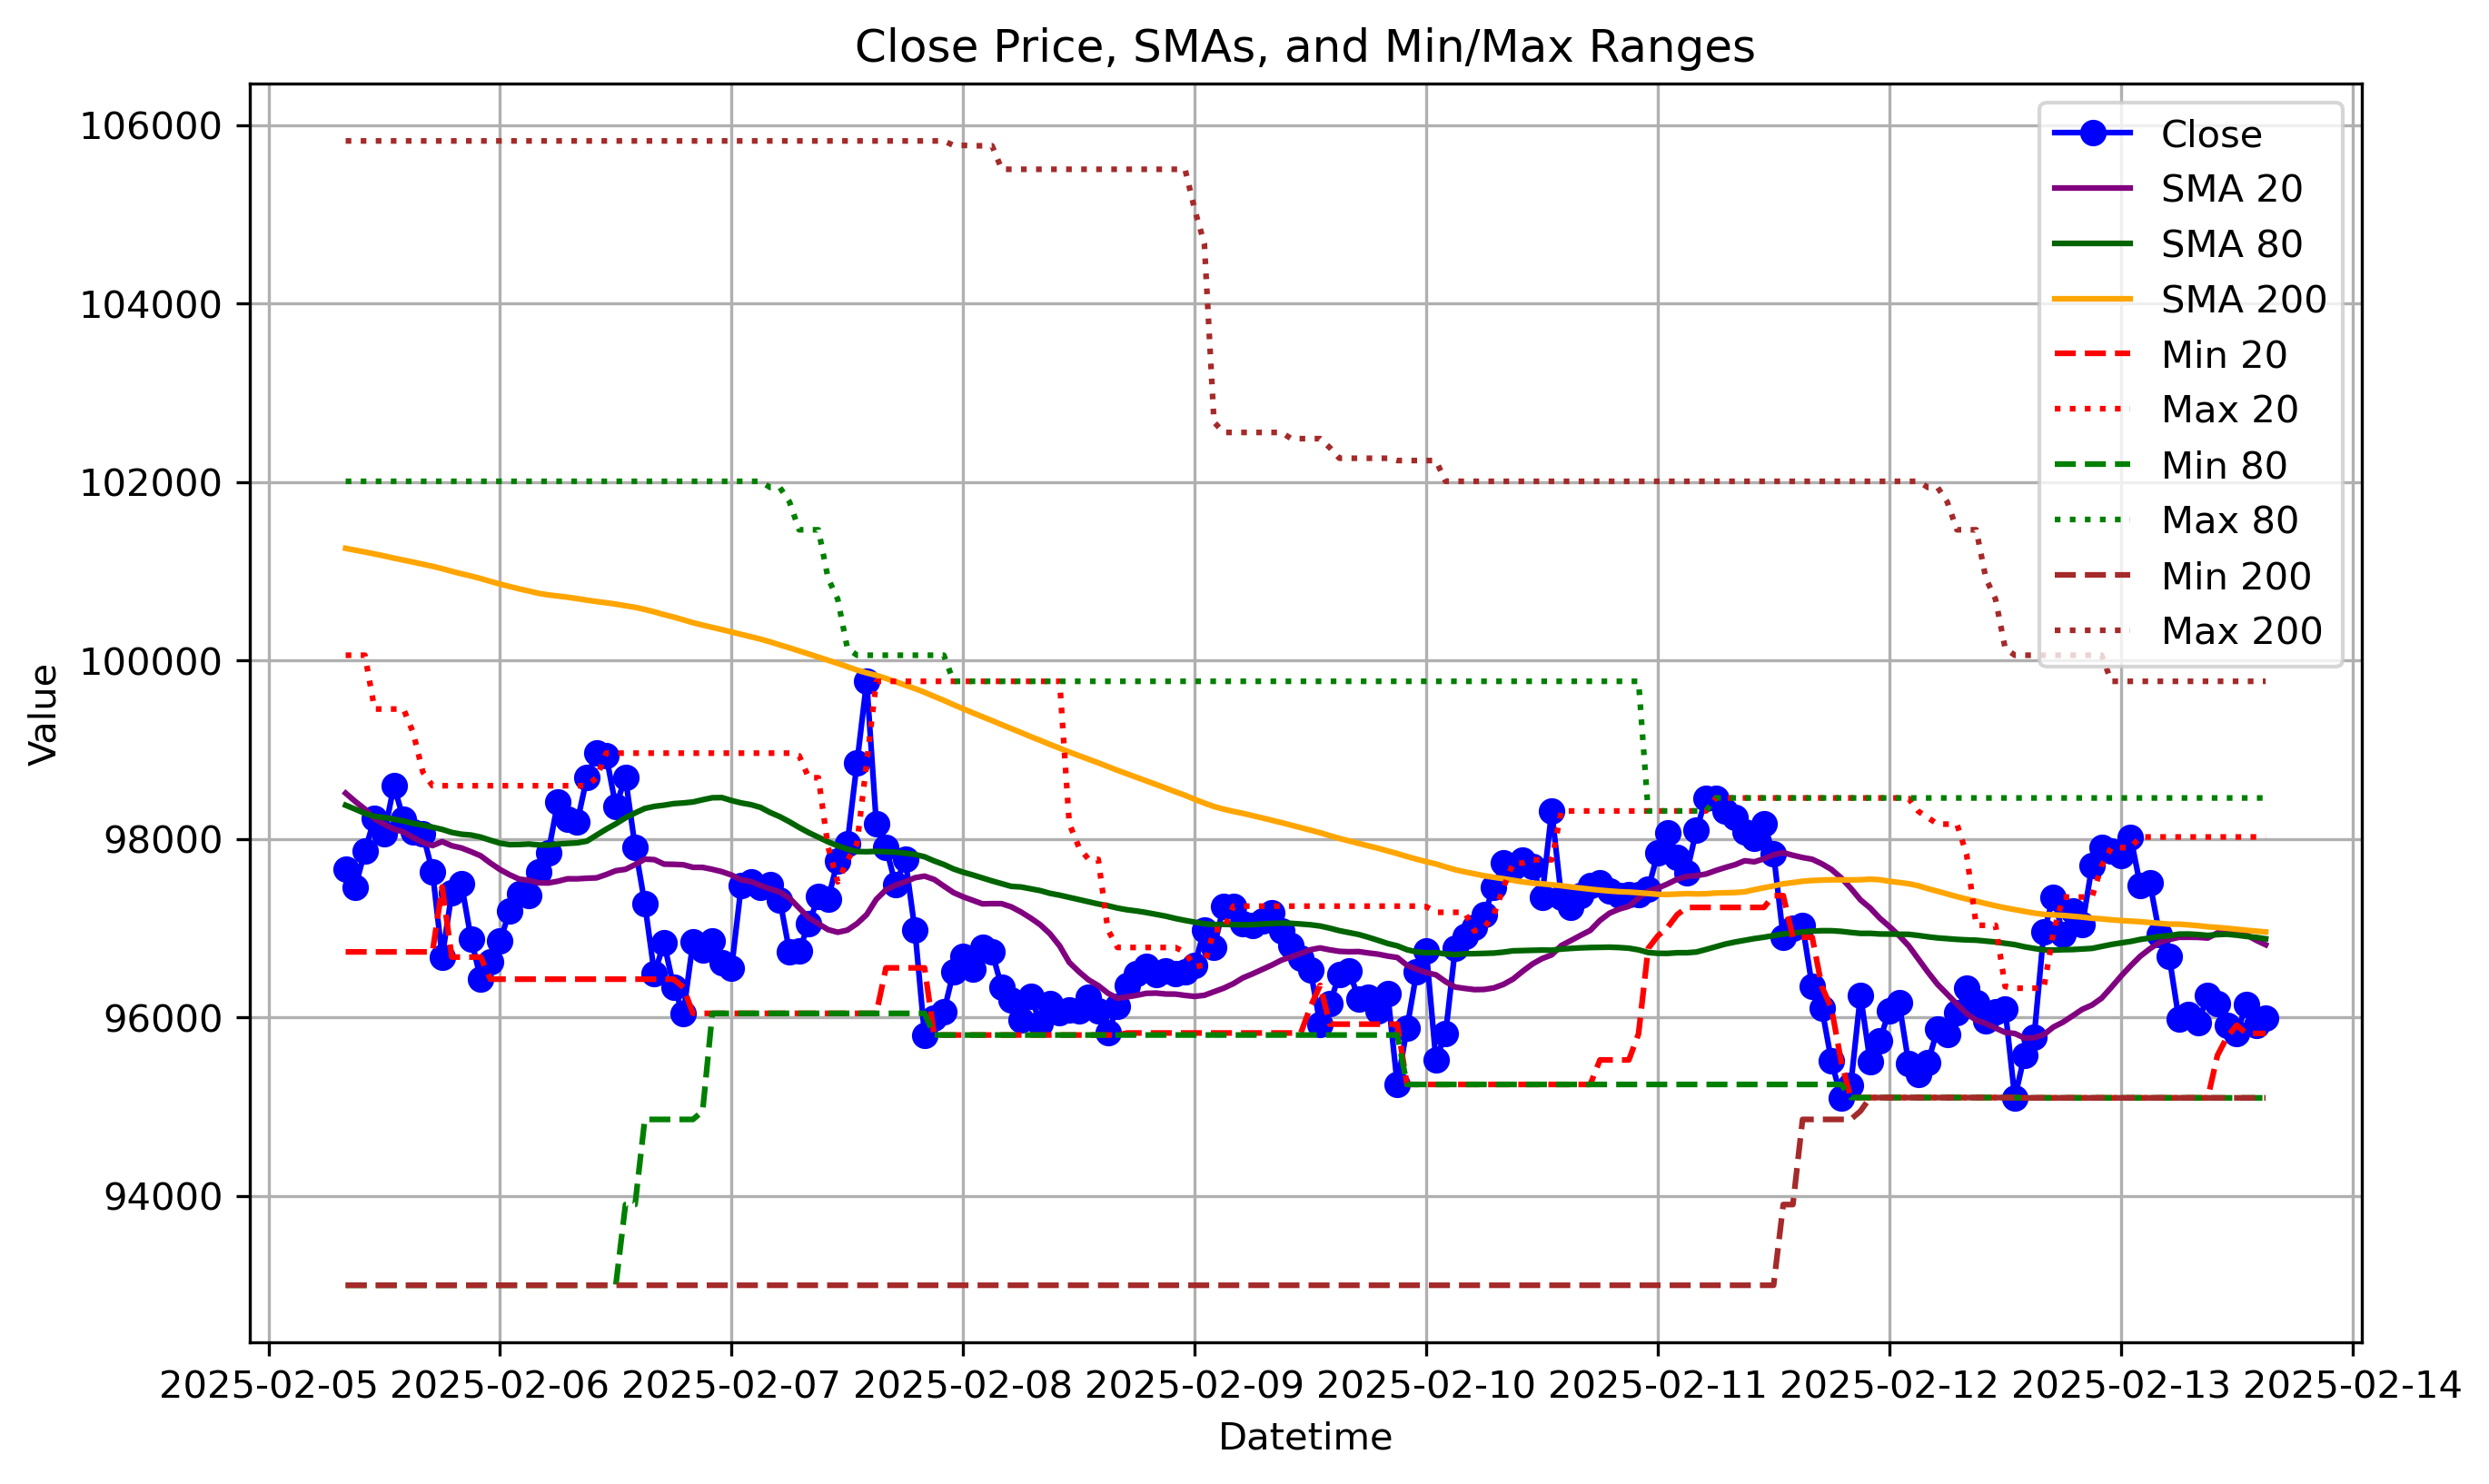 Close Price, SMAs, and Min/Max Ranges
106000
104000
102000
100000
98000
96000
94000
Value
Close
SMA 20
SMA 80
SMA 200
Min 20
Max 20
Min 80
Max 80
Min 200
Max 200
2025-02-05 2025-02-06 2025-02-07 2025-02-08 2025-02-09 2025-02-10 2025-02-11 2025-02-12 2025-02-13 2025-02-14
Datetime